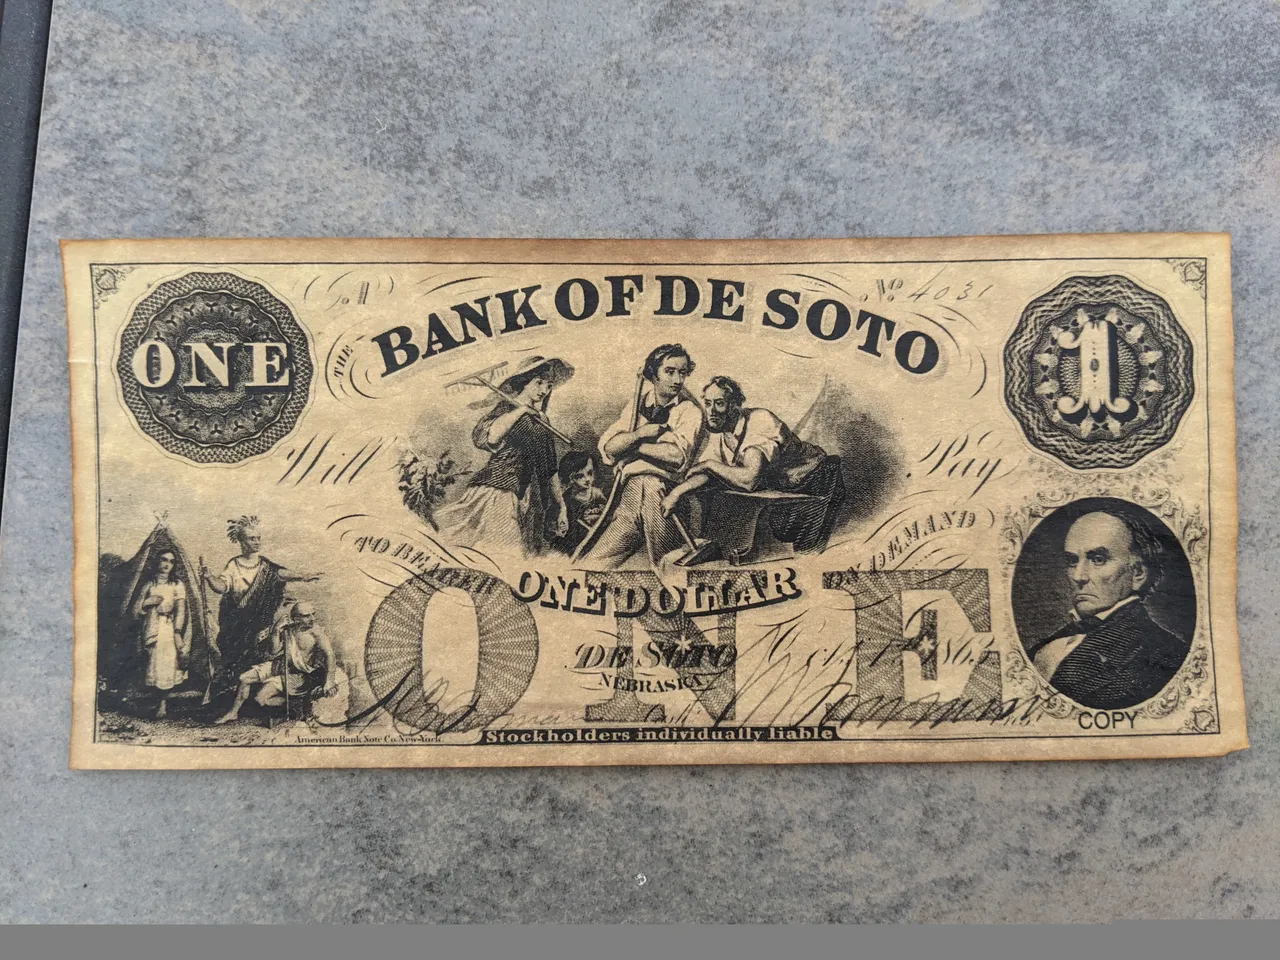 A
No 4031
THE
BANK OF DE SOTO
ONE
1
Will
Pay
TO BEARER
ON DEMAND
ONE DOLLAR
ONE
DE SOTO
NEBRASKA
COPY
American Bank Note Co. New-York.
Stockholders individually liable